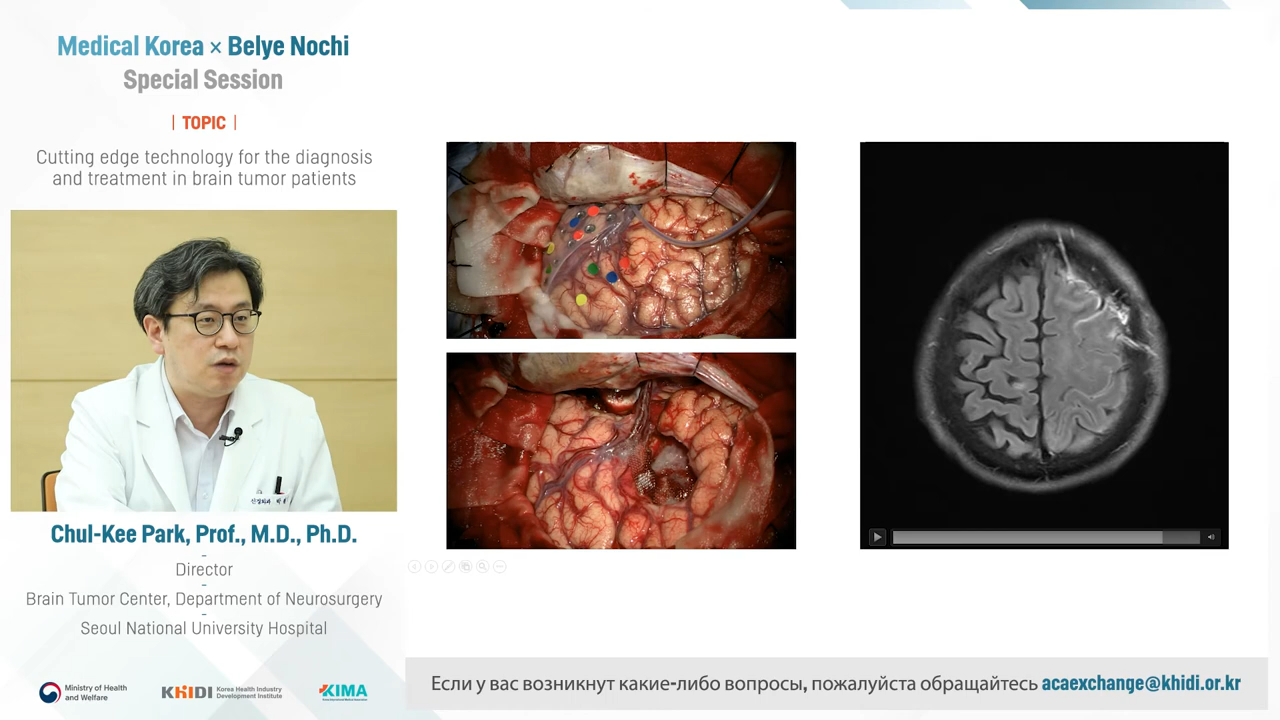 Medical Korea × Belye Nochi
Special Session
| TOPIC |
Cutting edge technology for the diagnosis
and treatment in brain tumor patients
Chul-Kee Park, Prof., M.D., Ph.D.
-
Director
-
Brain Tumor Center, Department of Neurosurgery
-
Seoul National University Hospital
Ministry of Health
and Welfare
KHIDI
Korea Health Industry
Development Institute
KIMA
Если у вас возникнут какие-либо вопросы, пожалуйста обращайтесь acaexchange@khidi.or.kr